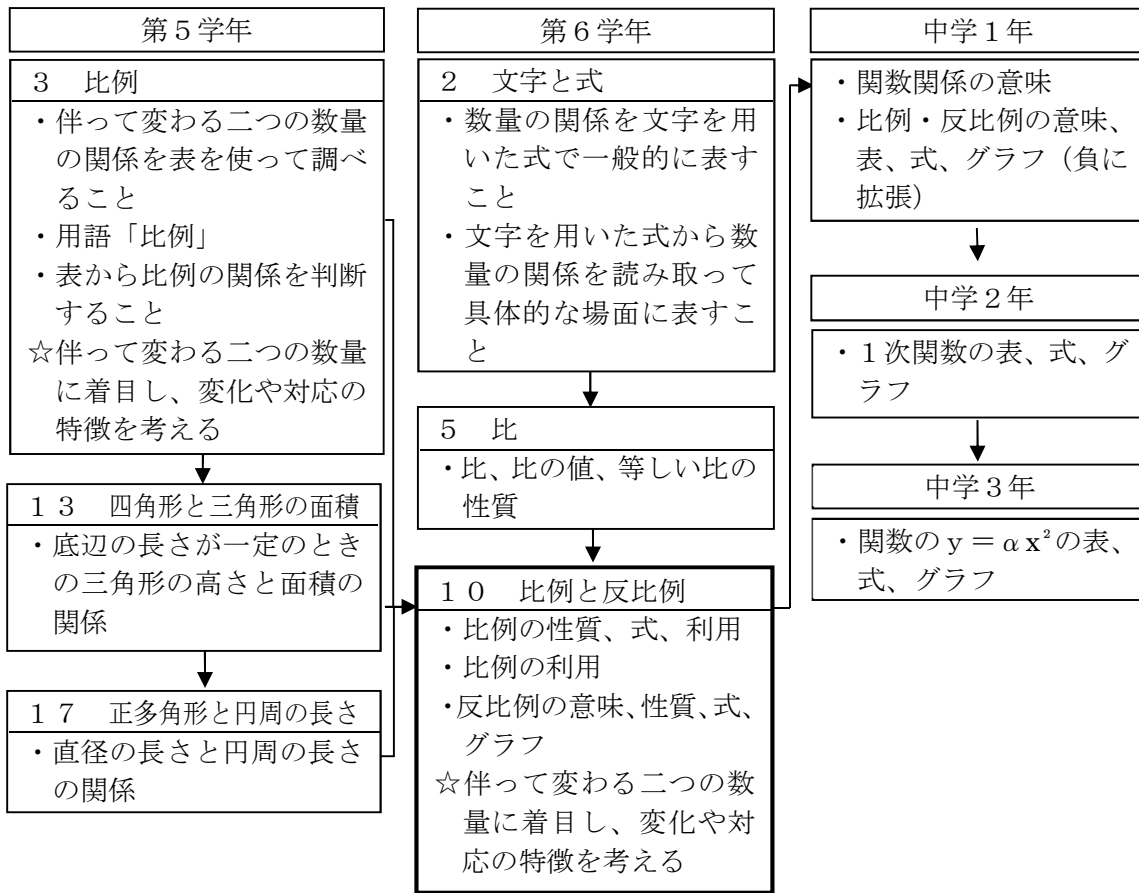 第５学年
３　比例
・伴って変わる二つの数量
の関係を表を使って調べ
ること
・用語「比例」
・表から比例の関係を判断
すること
☆伴って変わる二つの数量
に着目し、変化や対応の
特徴を考える
１３　四角形と三角形の面積
・底辺の長さが一定のとき
の三角形の高さと面積の
関係
１７　正多角形と円周の長さ
・直径の長さと円周の長さ
の関係
第６学年
２　文字と式
・数量の関係を文字を用
いた式で一般的に表す
こと
・文字を用いた式から数
量の関係を読み取って
具体的な場面に表すこ
と
５　比
・比、比の値、等しい比の
性質
１０　比例と反比例
・比例の性質、式、利用
・比例の利用
・反比例の意味、性質、式、
グラフ
☆伴って変わる二つの数
量に着目し、変化や対
応の特徴を考える
中学１年
・関数関係の意味
・比例・反比例の意味、
表、式、グラフ（負に
拡張）
中学２年
・１次関数の表、式、グ
ラフ
中学３年
・関数のｙ＝αｘ²の表、
式、グラフ